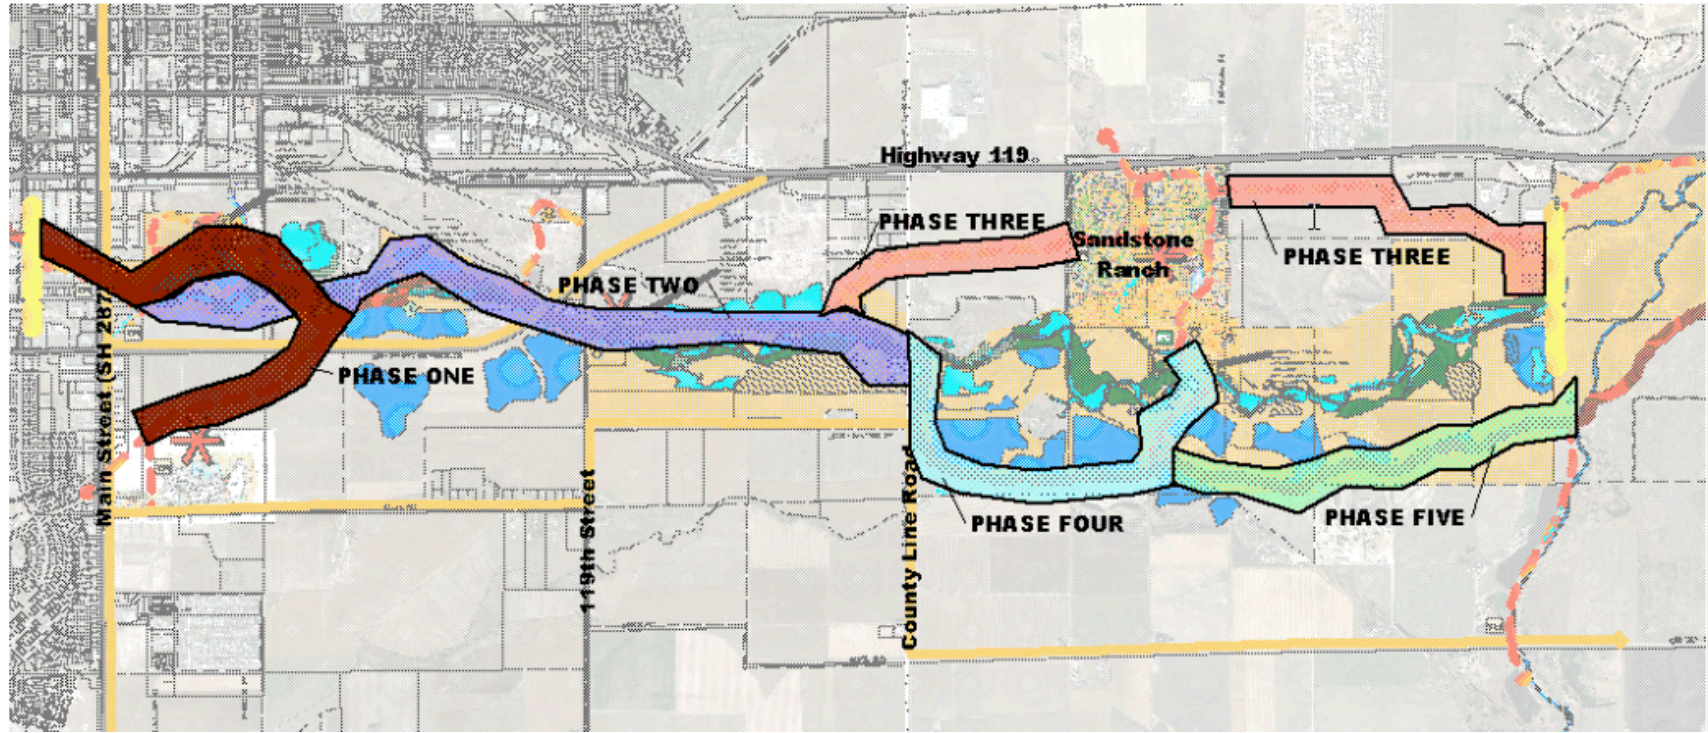 Highway 119
PHASE THREE
Sandstone
Ranch
PHASE THREE
PHASE TWO
PHASE ONE
Main Street (SH 287)
119th Street
County Line Road
PHASE FOUR
PHASE FIVE